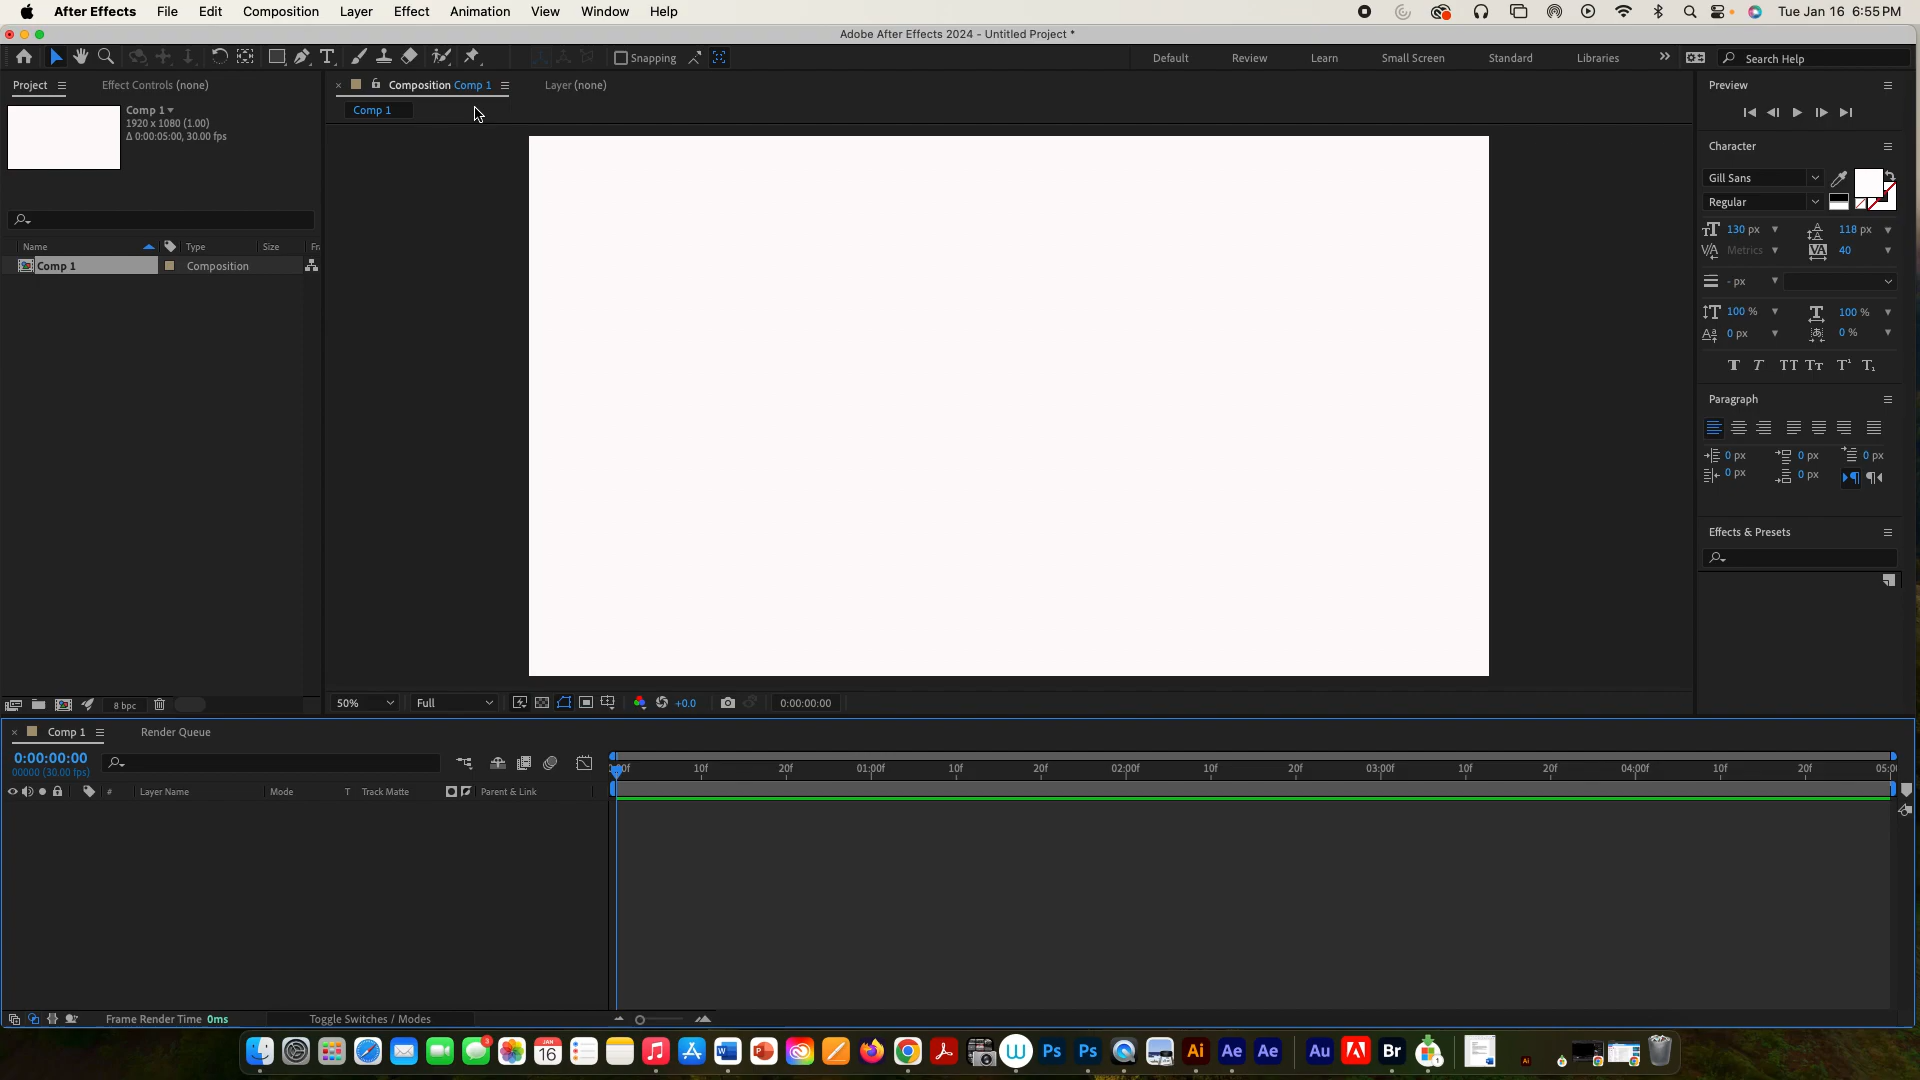 After Effects File Edit Composition Layer Effect Animation View Window Help Tue Jan 16 6:55 PM
Adobe After Effects 2024 - Untitled Project *
Snapping Default Review Learn Small Screen Standard Libraries Search Help
Project Effect Controls (none) Composition Comp 1 Layer (none) Preview
Comp 1 Comp 1
1920 x 1080 (1.00)
Δ 0:00:05:00, 30.00 fps
Character
Gill Sans
Regular
130 px 118 px
Metrics 40
- px
100 % 100 %
0 px 0 %
Name Type Size Fr
Comp 1 Composition
Paragraph
0 px 0 px 0 px
0 px 0 px
Effects & Presets
8 bpc 50% Full +0.0 0:00:00:00
Comp 1 Render Queue
0:00:00:00
00000 (30.00 fps)
10f 20f 01:00f 10f 20f 02:00f 10f 20f 03:00f 10f 20f 04:00f 10f 20f
# Layer Name Mode T Track Matte Parent & Link
Frame Render Time 0ms Toggle Switches / Modes
JAN
16 3 W Ps Ps Ai Ae Ae Au Br